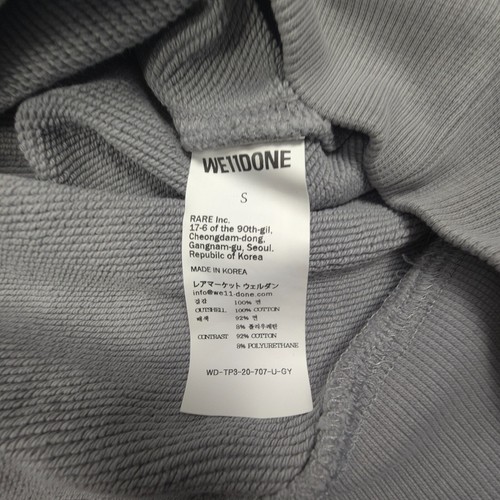 WE11DONE
S
RARE Inc.
17-6 of the 90th-gil,
Cheongdam-dong,
Gangnam-gu, Seoul.
Republic of Korea
MADE IN KOREA
レアマーケット ウェルダン
info@we11-done.com
겉감 100% 면
OUTSHELL 100% COTTON
배색 92% 면
8% 폴리우레탄
CONTRAST 92% COTTON
8% POLYURETHANE
WD-TP3-20-707-U-GY